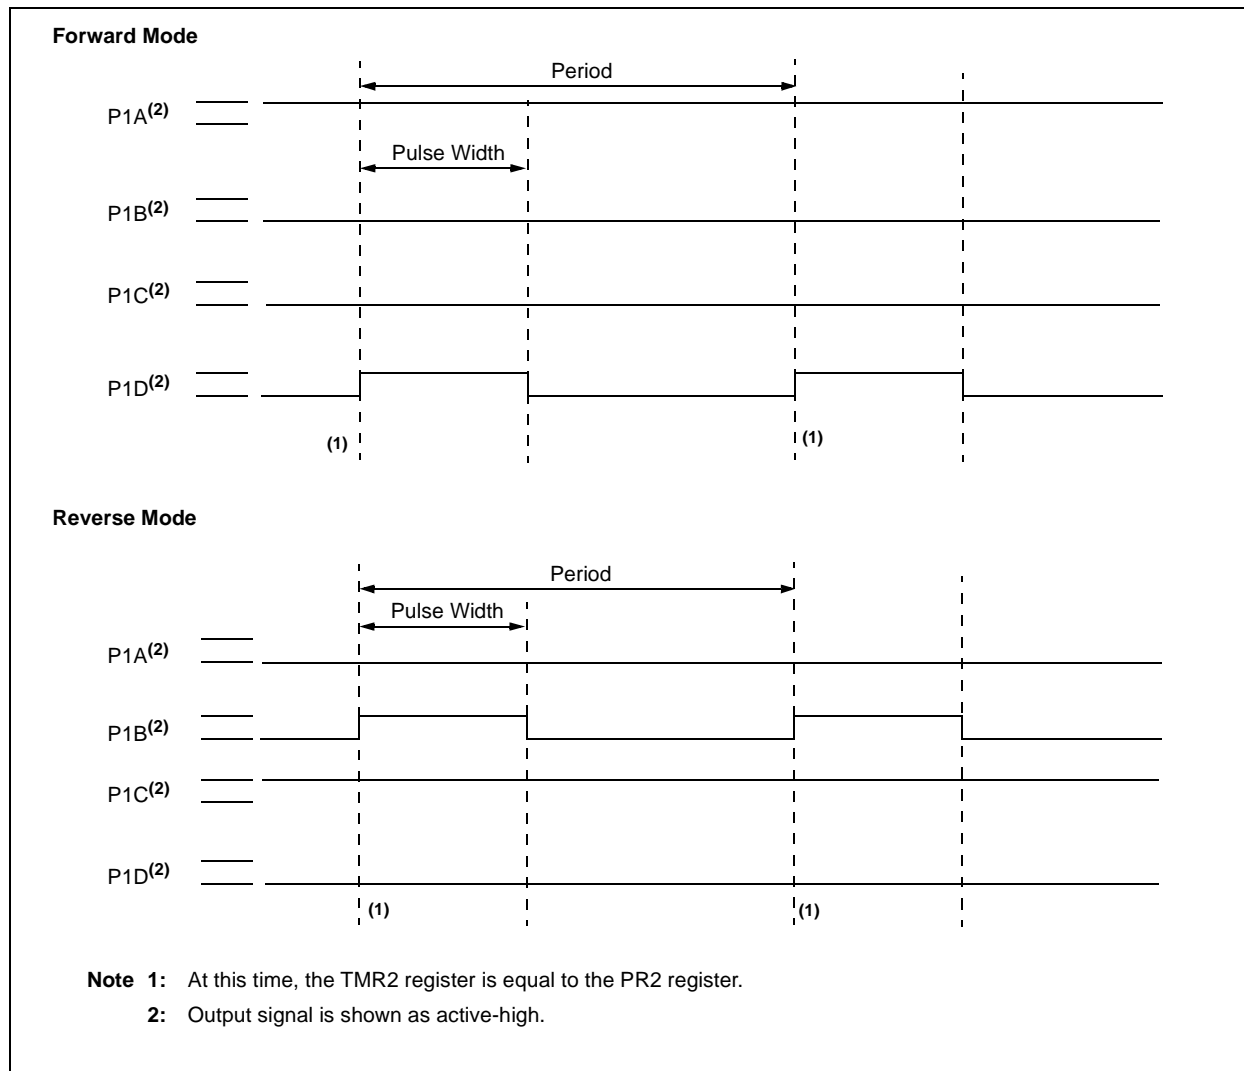 Forward Mode
Period
P1A(2)
Pulse Width
P1B(2)
P1C(2)
P1D(2)
(1)
(1)
Reverse Mode
Period
Pulse Width
P1A(2)
P1B(2)
P1C(2)
P1D(2)
(1)
(1)
Note 1: At this time, the TMR2 register is equal to the PR2 register.
2: Output signal is shown as active-high.